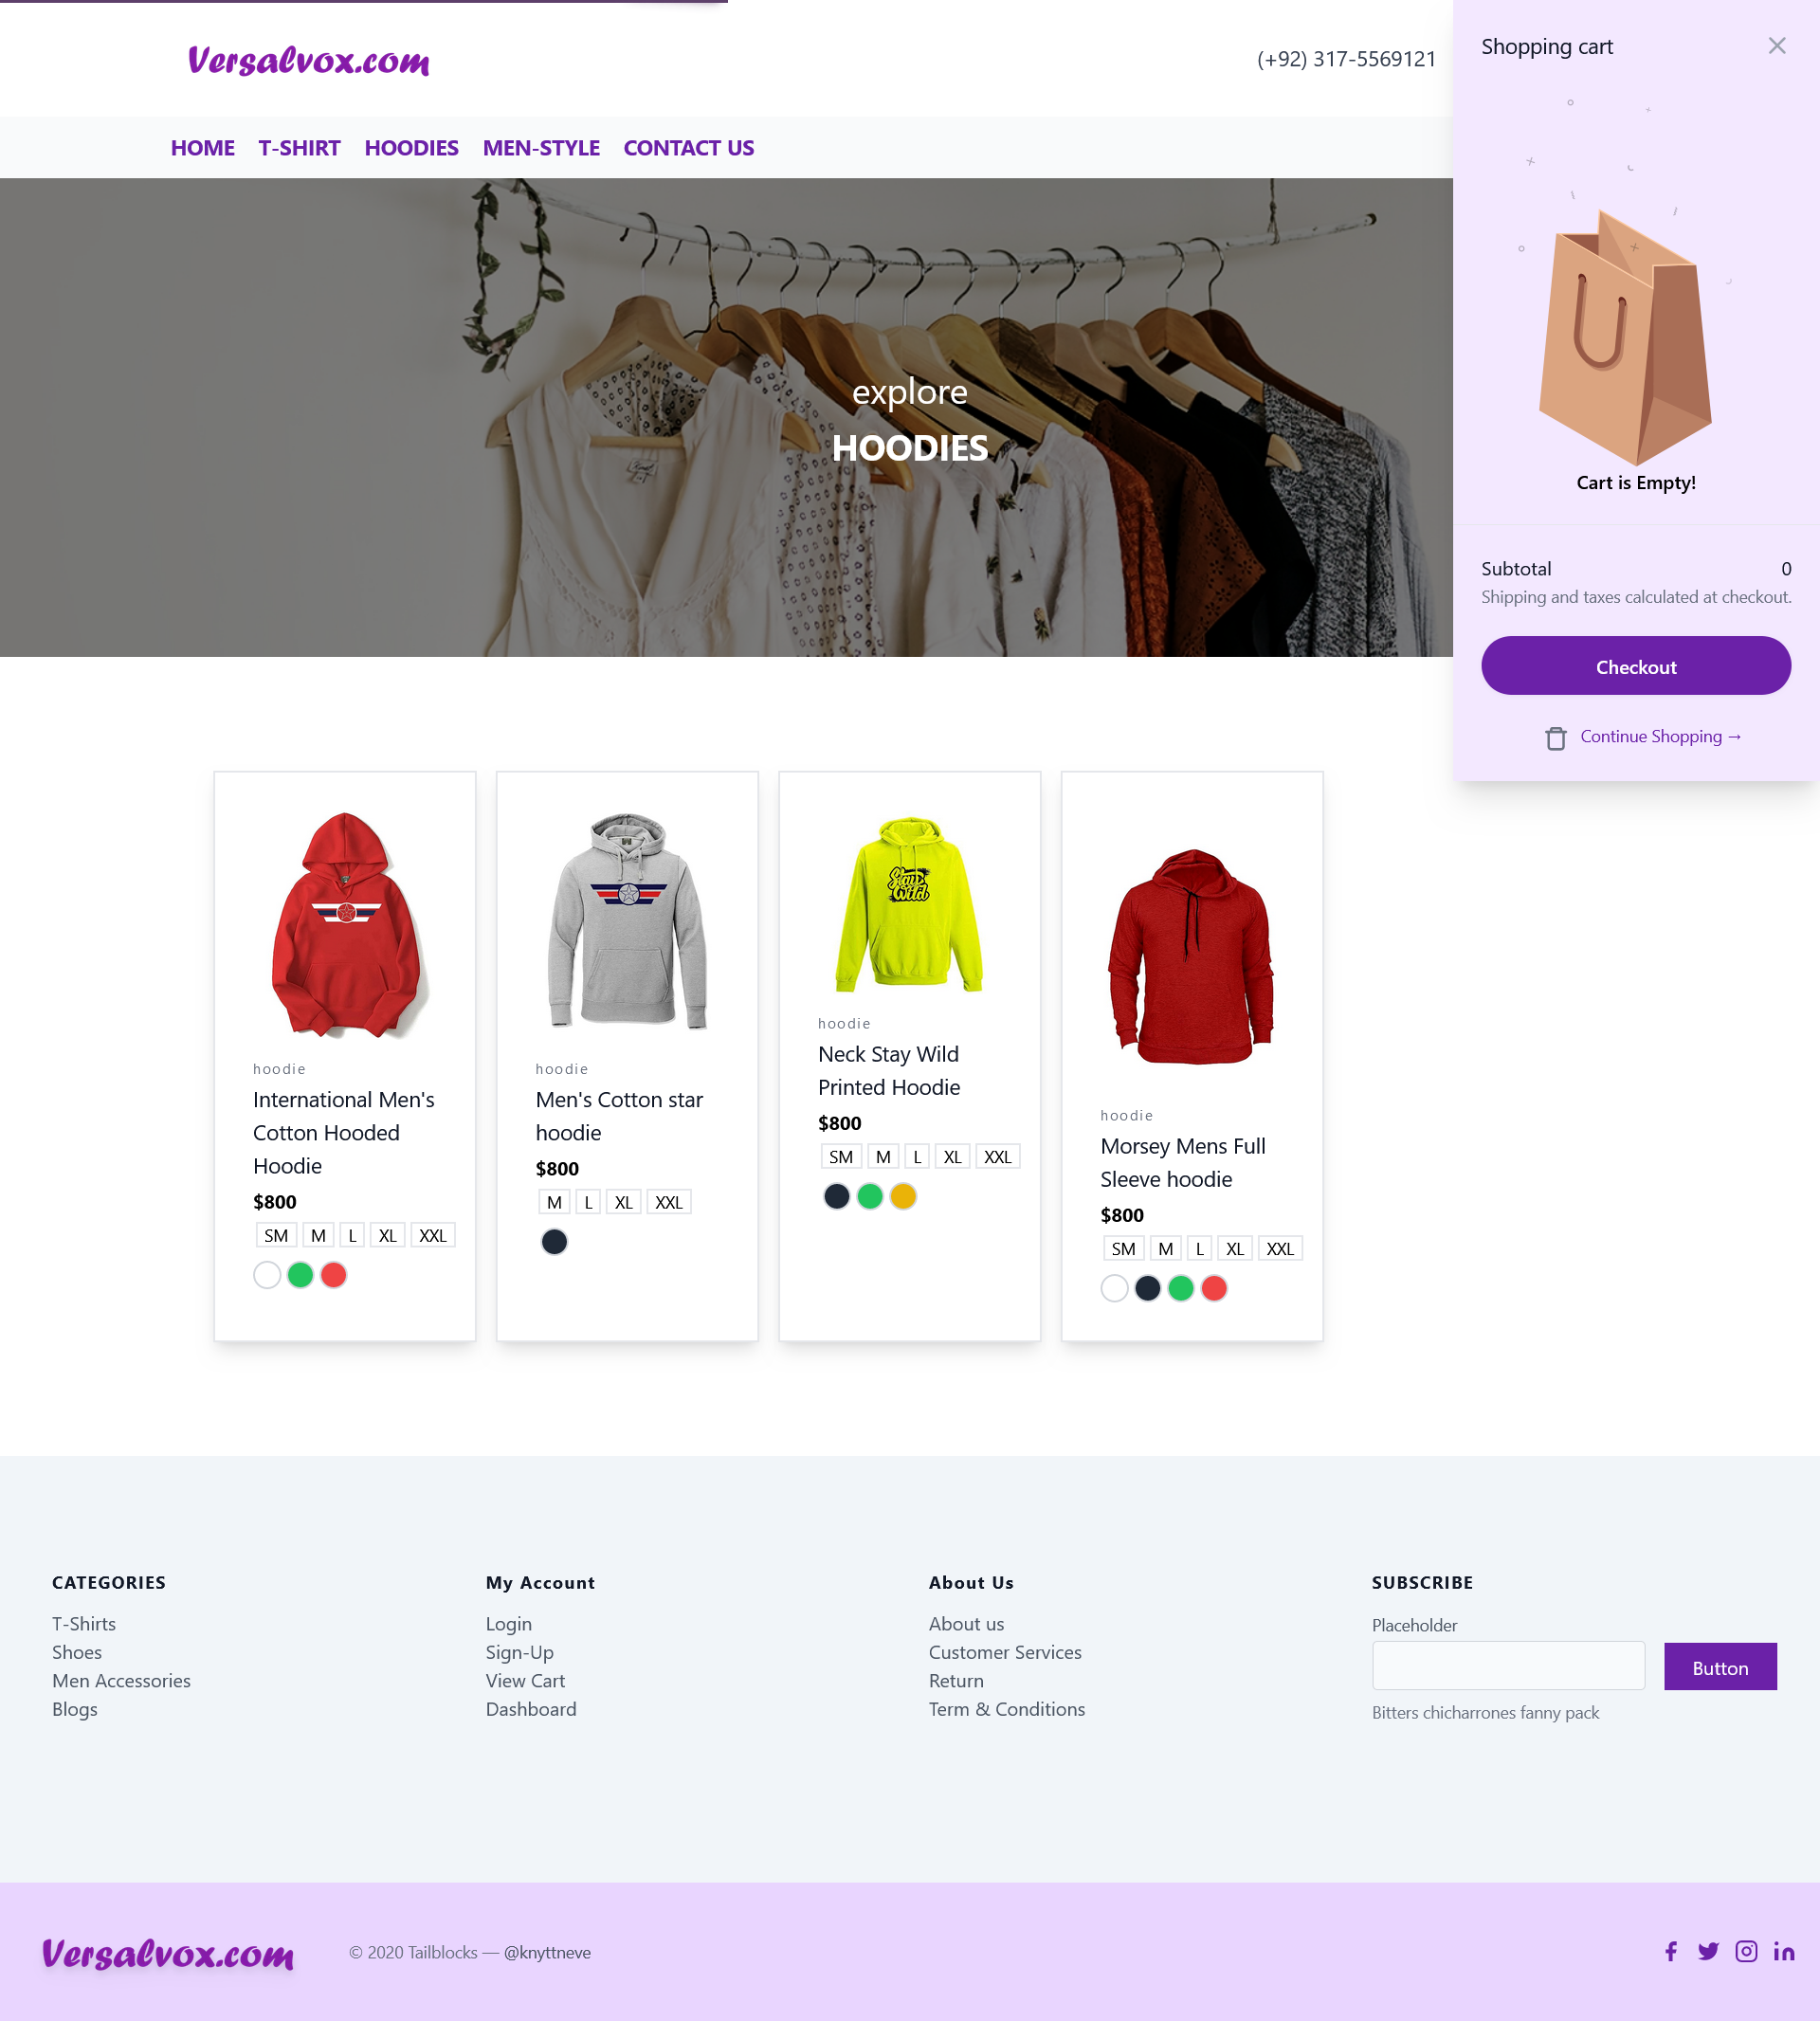 Versalvox.com
(+92) 317-5569121
HOME T-SHIRT HOODIES MEN-STYLE CONTACT US
explore
HOODIES
Shopping cart
Cart is Empty!
Subtotal 0
Shipping and taxes calculated at checkout.
Checkout
Continue Shopping →
hoodie
International Men's
Cotton Hooded
Hoodie
$800
SM M L XL XXL
hoodie
Men's Cotton star
hoodie
$800
M L XL XXL
Stay
Wild
hoodie
Neck Stay Wild
Printed Hoodie
$800
SM M L XL XXL
hoodie
Morsey Mens Full
Sleeve hoodie
$800
SM M L XL XXL
CATEGORIES
T-Shirts
Shoes
Men Accessories
Blogs
My Account
Login
Sign-Up
View Cart
Dashboard
About Us
About us
Customer Services
Return
Term & Conditions
SUBSCRIBE
Placeholder
Button
Bitters chicharrones fanny pack
Versalvox.com
© 2020 Tailblocks — @knyttneve